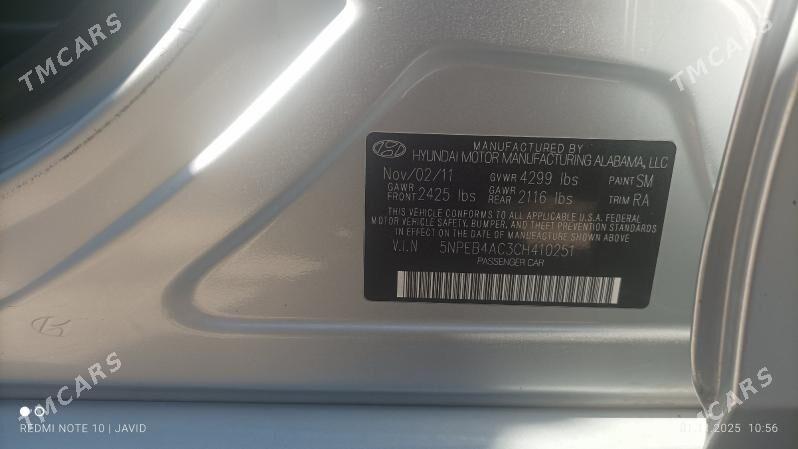 TMCARS
TMCARS
MANUFACTURED BY
HYUNDAI MOTOR MANUFACTURING ALABAMA, LLC
Nov/02/11 GVWR 4299 lbs PAINT SM
GAWR FRONT 2425 lbs GAWR REAR 2116 lbs TRIM RA
THIS VEHICLE CONFORMS TO ALL APPLICABLE U.S.A. FEDERAL
MOTOR VEHICLE SAFETY, BUMPER, AND THEFT PREVENTION STANDARDS
IN EFFECT ON THE DATE OF MANUFACTURE SHOWN ABOVE
V.I.N 5NPEB4AC3CH410251
PASSENGER CAR
TMCARS
TMCARS
REDMI NOTE 10 | JAVID
2025 10:56